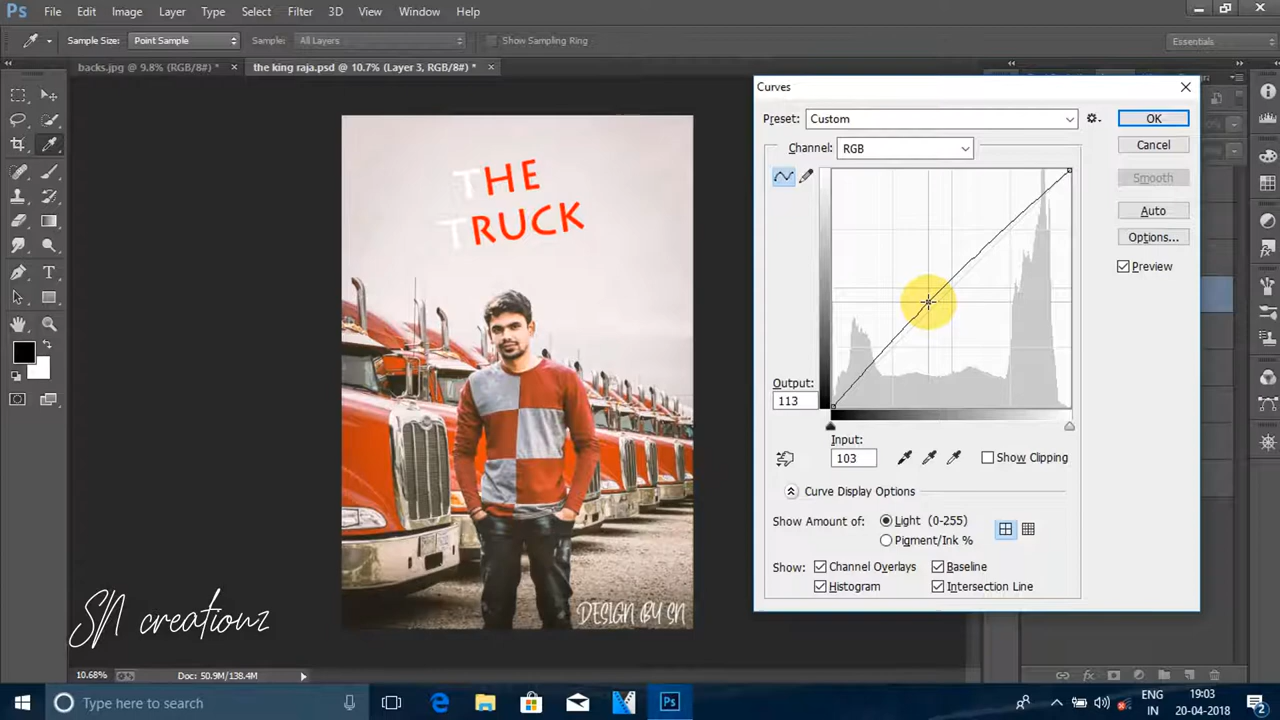 Ps File Edit Image Layer Type Select Filter 3D View Window Help
Sample Size: Point Sample Sample: All Layers Show Sampling Ring Essentials
backs.jpg @ 9.8% (RGB/8#) * × the king raja.psd @ 10.7% (Layer 3, RGB/8#) * ×
Curves
Preset: Custom OK
Channel: RGB Cancel
Smooth
Auto
Options...
Preview
THE
TRUCK
Output:
113
Input:
103
Show Clipping
Curve Display Options
Show Amount of: Light (0-255)
Pigment/Ink %
Show: Channel Overlays Baseline
Histogram Intersection Line
DESIGN BY SN
SN creationz
10.68% Doc: 50.9M/138.4M
Type here to search
Ps
ENG
IN
19:03
20-04-2018
2